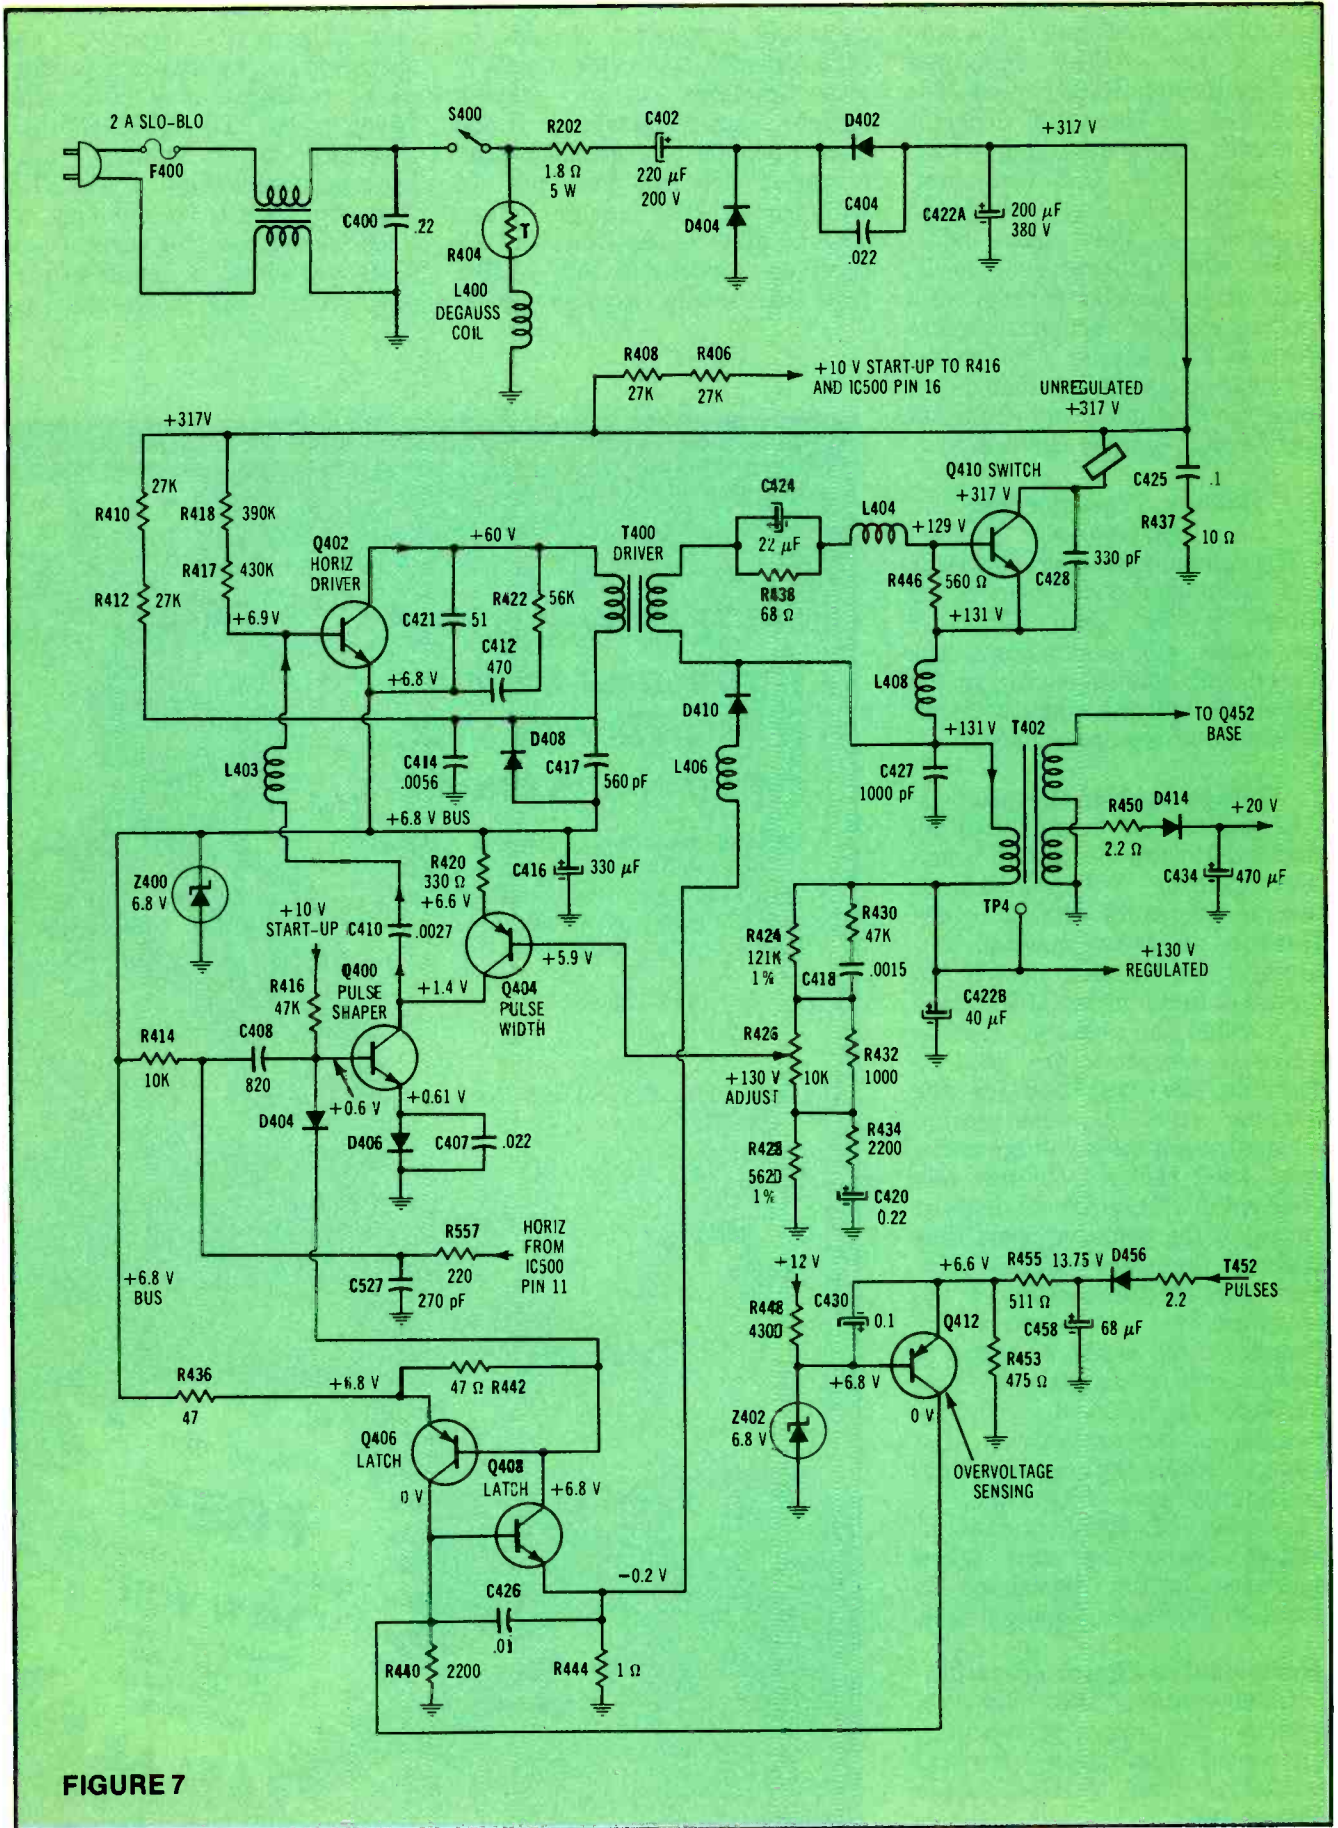 2 A SLO-BLO
F400
C400
.22
S400
R202
1.8 Ω
5 W
C402
220 μF
200 V
D402
+317 V
R404
T
L400
DEGAUSS
COIL
D404
C404
.022
C422A
200 μF
380 V
R408
27K
R406
27K
+10 V START-UP TO R416
AND IC500 PIN 16
UNREGULATED
+317 V
+317V
R410
27K
R418
390K
R412
27K
R417
430K
+6.9V
Q402
HORIZ
DRIVER
+60 V
T400
DRIVER
C421
51
R422
56K
C412
470
+6.8 V
C424
22 μF
R438
68 Ω
L404
+129 V
Q410 SWITCH
+317 V
R446
560 Ω
+131 V
C428
330 pF
C425
.1
R437
10 Ω
L408
L403
C414
.0056
D408
C417
560 pF
D410
L406
+131 V
C427
1000 pF
T402
TO Q452
BASE
R450
2.2 Ω
D414
+20 V
C434
470 μF
+6.8 V BUS
Z400
6.8 V
R420
330 Ω
+6.6 V
C416
330 μF
+10 V
START-UP
C410
.0027
R416
47K
Q400
PULSE
SHAPER
+1.4 V
Q404
PULSE
WIDTH
+5.9 V
R424
121K
1%
R430
47K
C418
.0015
TP4
+130 V
REGULATED
C422B
40 μF
R414
10K
C408
820
+0.6 V
D404
+0.61 V
D406
C407
.022
R426
10K
+130 V
ADJUST
R432
1000
R428
5620
1%
R434
2200
C420
0.22
R557
220
C527
270 pF
HORIZ
FROM
IC500
PIN 11
+6.8 V
BUS
+12 V
R448
4300
C430
0.1
+6.6 V
R455
511 Ω
13.75 V
D456
2.2
T452
PULSES
Q412
C458
68 μF
R453
475 Ω
+6.8 V
Z402
6.8 V
0 V
OVERVOLTAGE
SENSING
R436
47
+6.8 V
47 Ω R442
Q406
LATCH
0 V
Q408
LATCH
+6.8 V
C426
.01
-0.2 V
R440
2200
R444
1 Ω
FIGURE 7